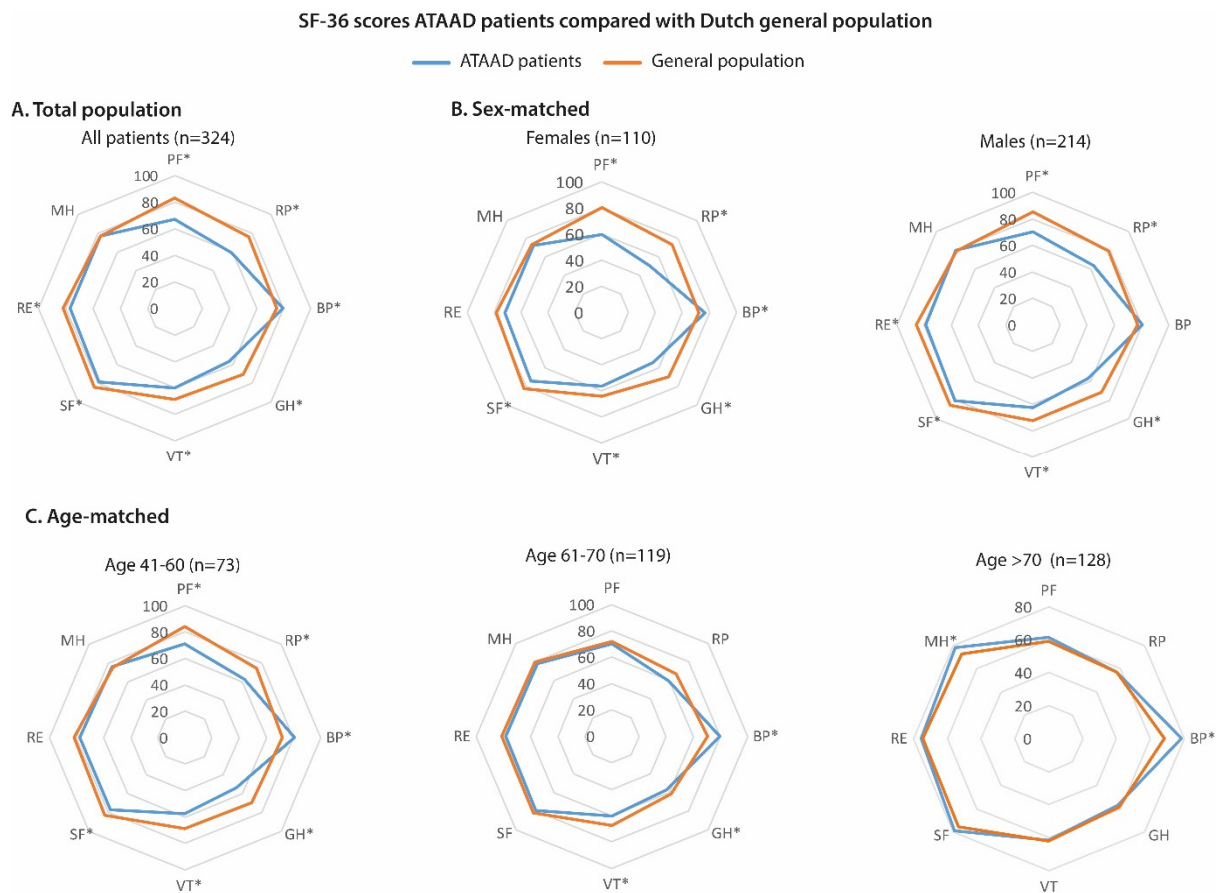 SF-36 scores ATAAD patients compared with Dutch general population
ATAAD patients General population
A. Total population
All patients (n=324)
PF*
RP*
BP*
GH*
VT*
SF*
RE*
MH
100
80
60
40
20
0
B. Sex-matched
Females (n=110)
PF*
RP*
BP*
GH*
VT*
SF*
RE
MH
100
80
60
40
20
0
Males (n=214)
PF*
RP*
BP
GH*
VT*
SF*
RE*
MH
100
80
60
40
20
0
C. Age-matched
Age 41-60 (n=73)
PF*
RP*
BP*
GH*
VT*
SF*
RE
MH
100
80
60
40
20
0
Age 61-70 (n=119)
PF
RP
BP*
GH*
VT*
SF
RE
MH
100
80
60
40
20
0
Age >70 (n=128)
PF
RP
BP*
GH
VT
SF
RE
MH*
80
60
40
20
0